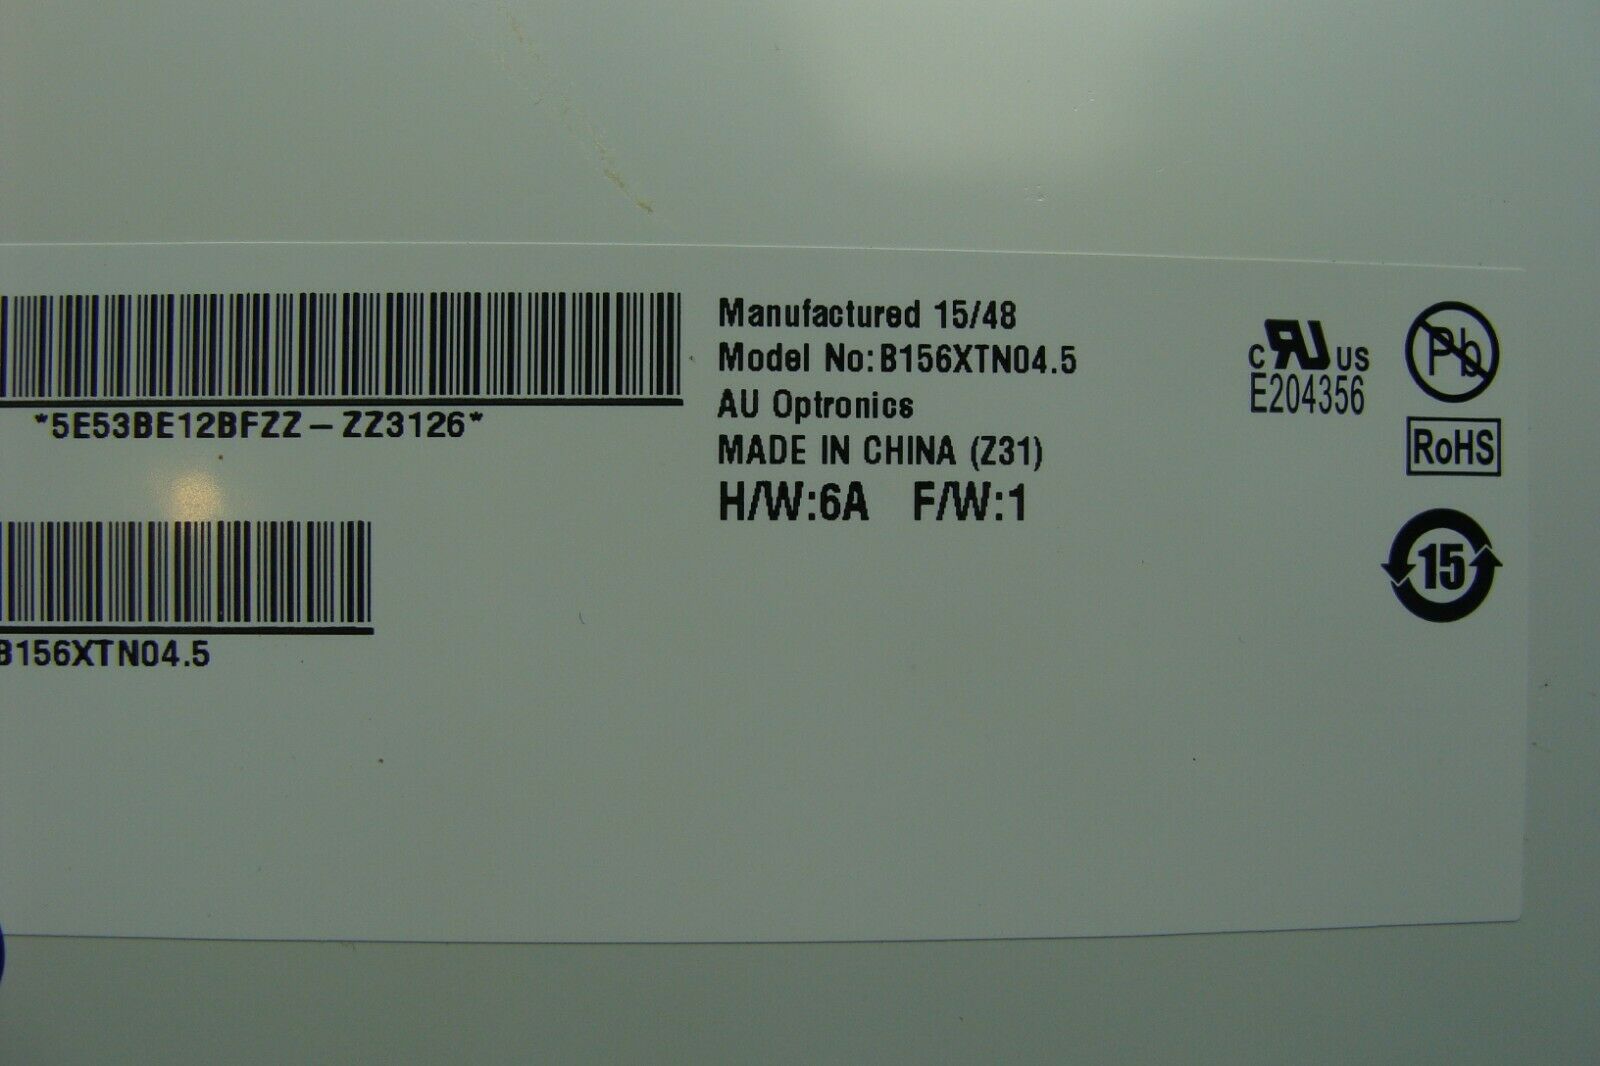 Manufactured 15/48
Model No:B156XTN04.5
AU Optronics
MADE IN CHINA (Z31)
H/W:6A F/W:1
*5E53BE12BFZZ-ZZ3126*
B156XTN04.5
c RU US
E204356
Pb
RoHS
15